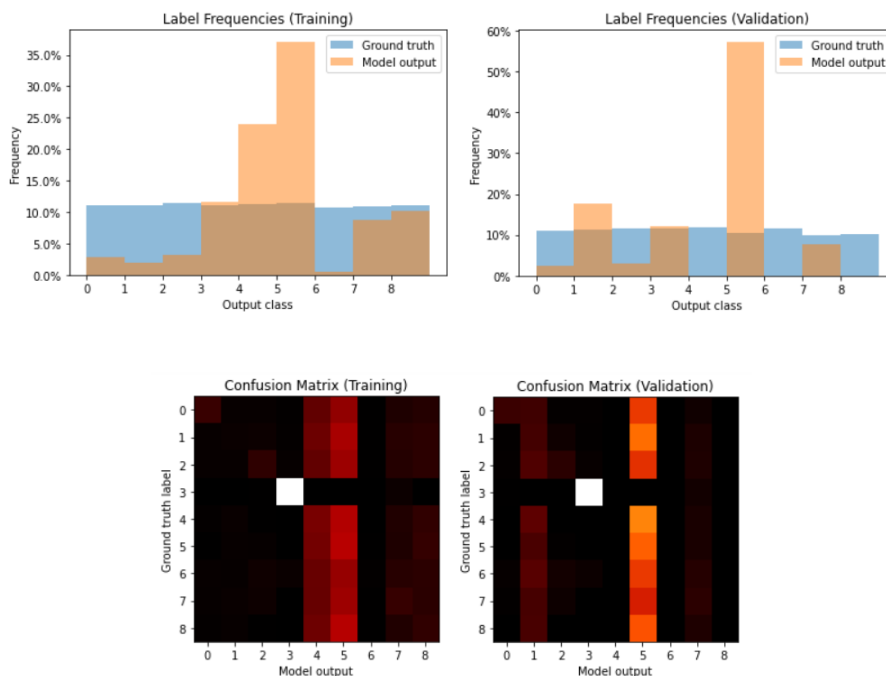 Label Frequencies (Training)
Ground truth
Model output
35.0%
30.0%
25.0%
20.0%
15.0%
10.0%
5.0%
0.0%
Frequency
0 1 2 3 4 5 6 7 8
Output class
Label Frequencies (Validation)
Ground truth
Model output
60%
50%
40%
30%
20%
10%
0%
Frequency
0 1 2 3 4 5 6 7 8
Output class
Confusion Matrix (Training)
0
1
2
3
4
5
6
7
8
Ground truth label
0 1 2 3 4 5 6 7 8
Model output
Confusion Matrix (Validation)
0
1
2
3
4
5
6
7
8
Ground truth label
0 1 2 3 4 5 6 7 8
Model output